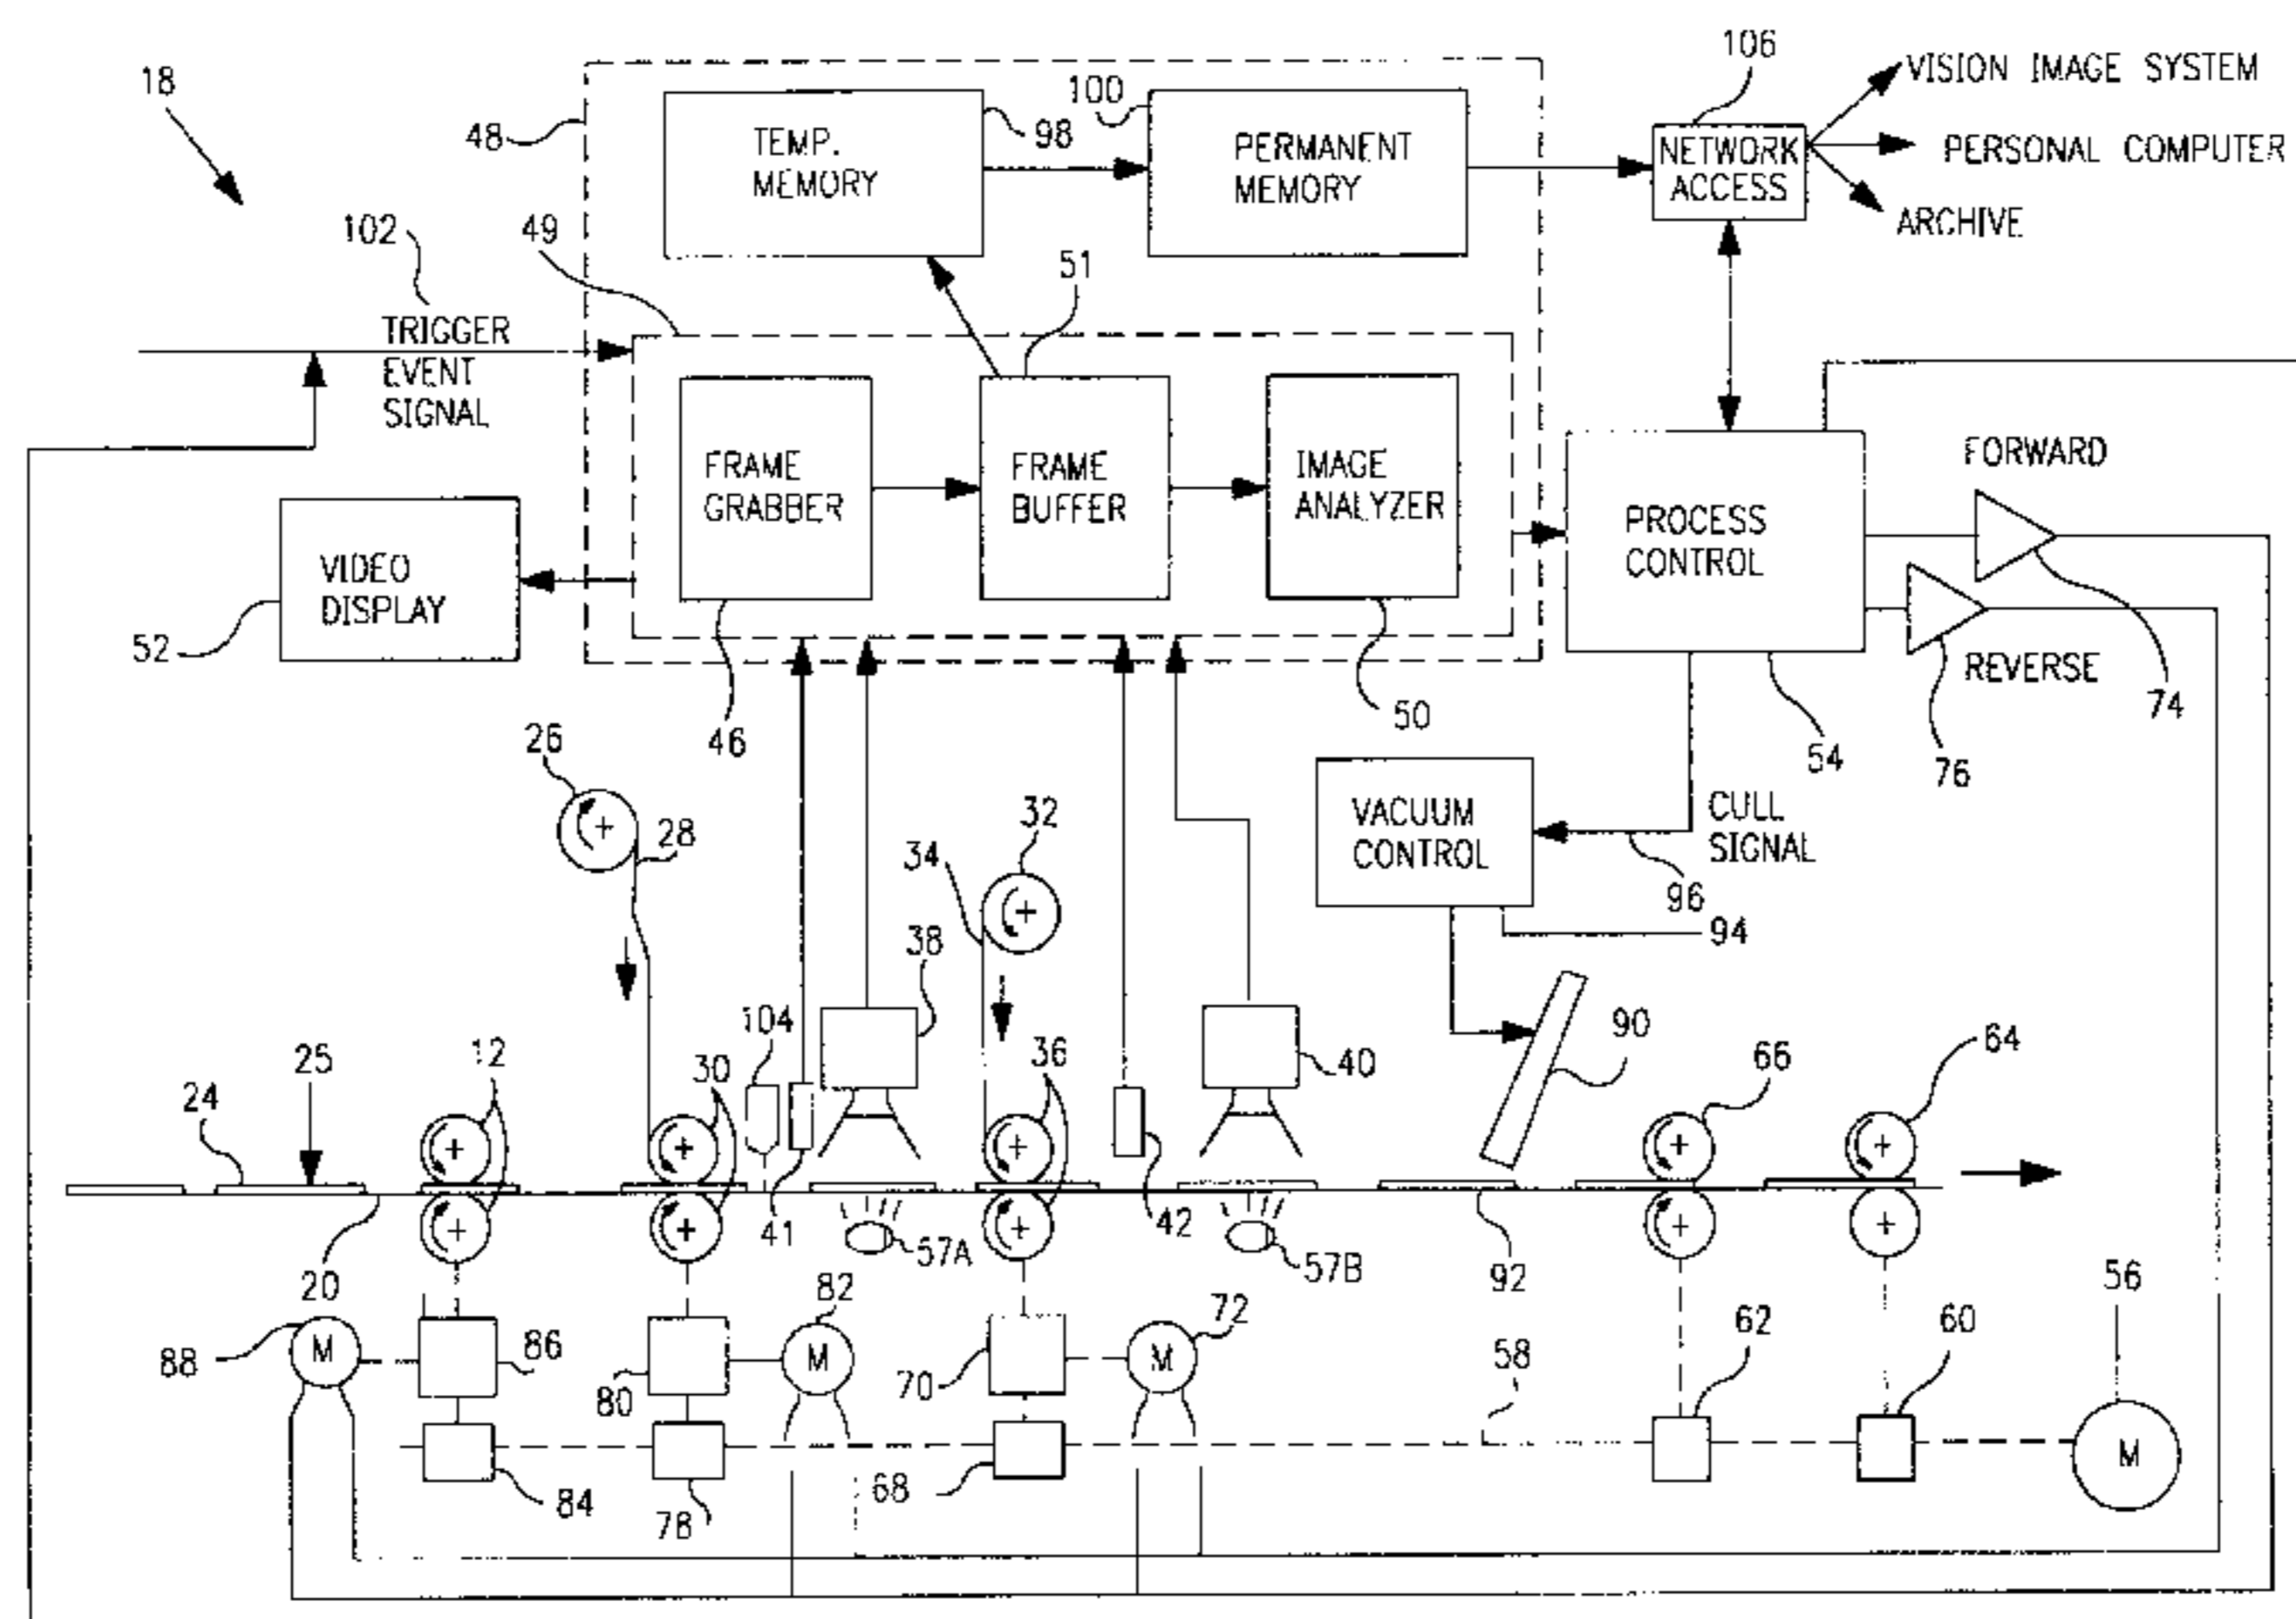 18
48
TEMP.
MEMORY
98
100
PERMANENT
MEMORY
106
NETWORK
ACCESS
VISION IMAGE SYSTEM
PERSONAL COMPUTER
ARCHIVE
102
TRIGGER
EVENT
SIGNAL
49
51
FRAME
GRABBER
FRAME
BUFFER
IMAGE
ANALYZER
PROCESS
CONTROL
FORWARD
REVERSE
74
76
54
VIDEO
DISPLAY
52
46
50
26
28
34
32
VACUUM
CONTROL
CULL
SIGNAL
96
94
38
40
90
104
24
25
12
30
36
66
64
20
41
57A
42
57B
92
88
M
86
80
82
M
70
72
M
58
62
60
56
M
84
78
68